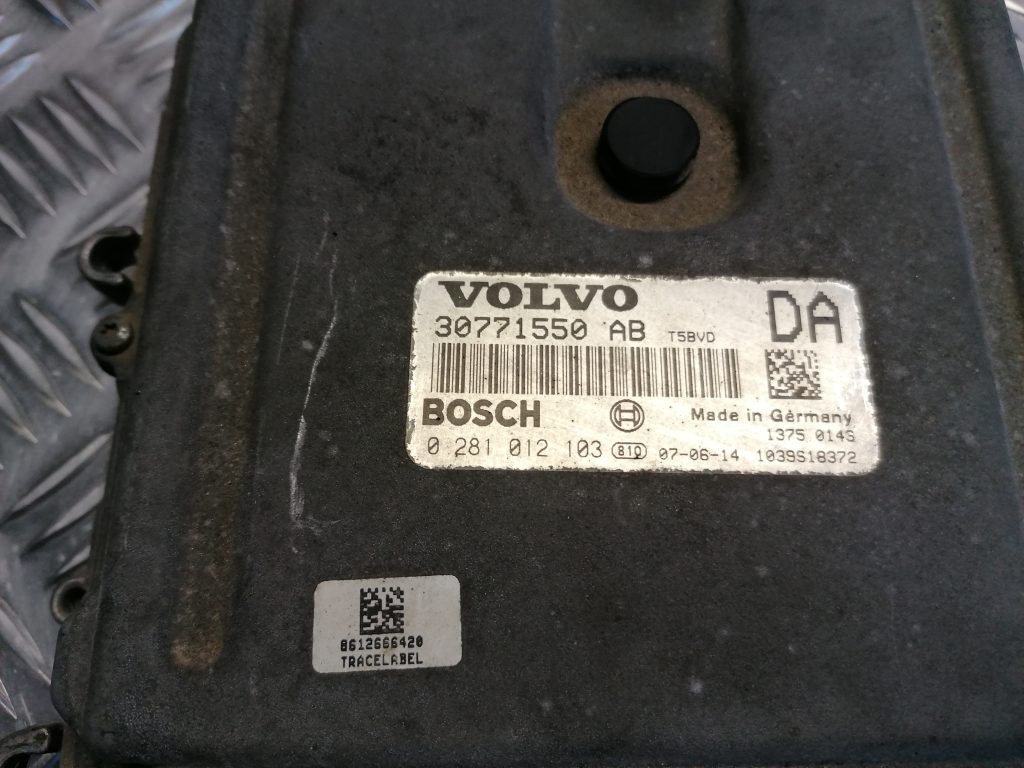 VOLVO
DA
30771550 AB T5BVD
BOSCH
Made in Germany
1375 014S
0 281 012 103 810 07-06-14 1039S18372
8612666420
TRACELABEL